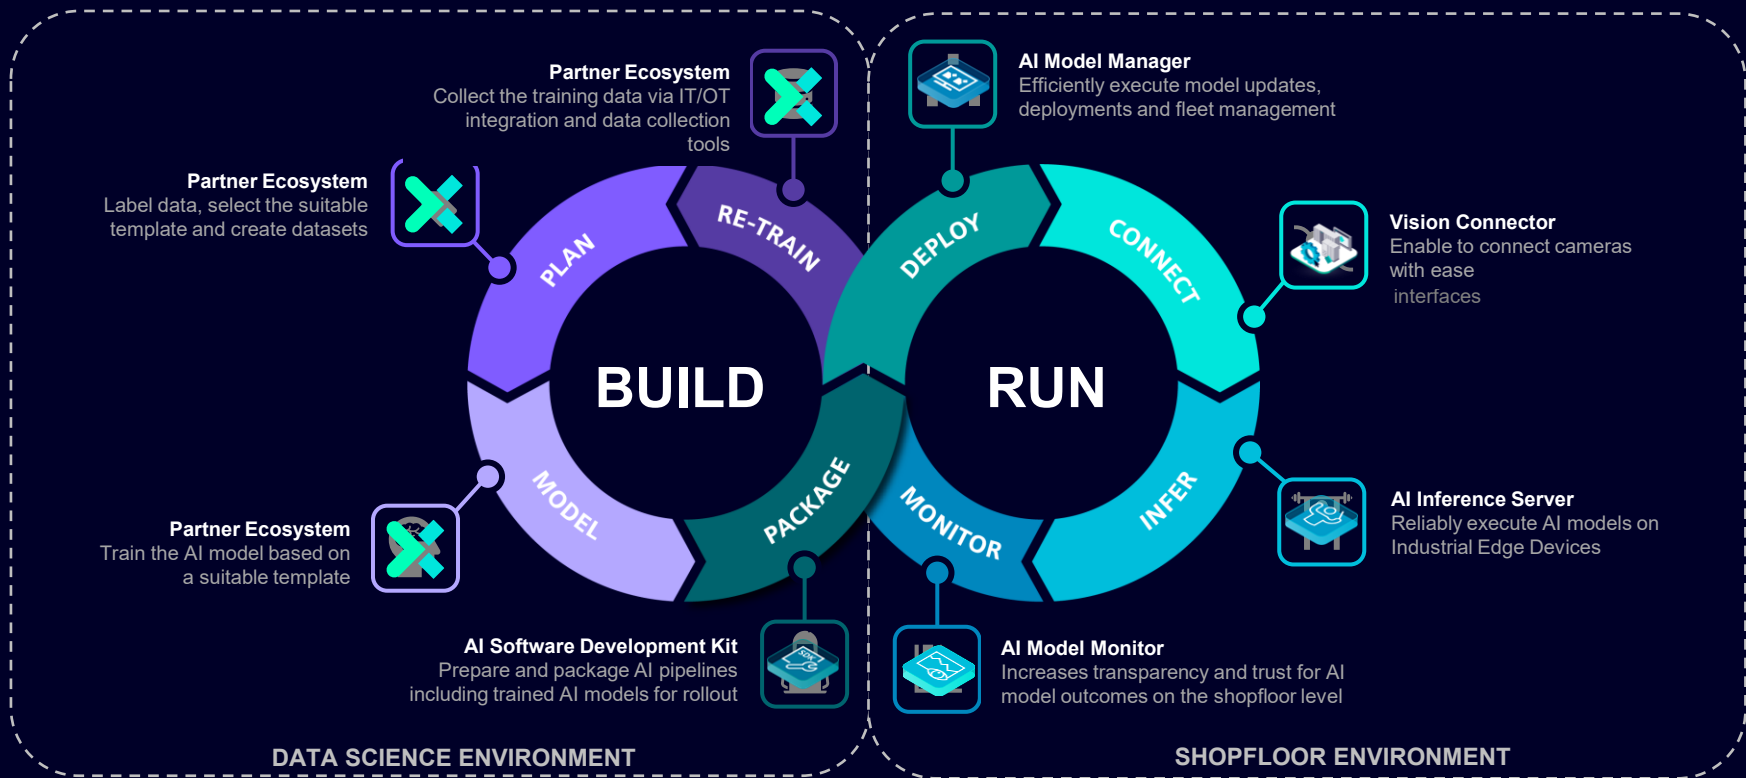 Partner Ecosystem
Collect the training data via IT/OT
integration and data collection
tools
Partner Ecosystem
Label data, select the suitable
template and create datasets
Partner Ecosystem
Train the AI model based on
a suitable template
AI Software Development Kit
Prepare and package AI pipelines
including trained AI models for rollout
PLAN
RE-TRAIN
MODEL
PACKAGE
BUILD
SDK
DATA SCIENCE ENVIRONMENT
AI Model Manager
Efficiently execute model updates,
deployments and fleet management
DEPLOY
CONNECT
RUN
MONITOR
INFER
Vision Connector
Enable to connect cameras
with ease
interfaces
AI Inference Server
Reliably execute AI models on
Industrial Edge Devices
AI Model Monitor
Increases transparency and trust for AI
model outcomes on the shopfloor level
SHOPFLOOR ENVIRONMENT